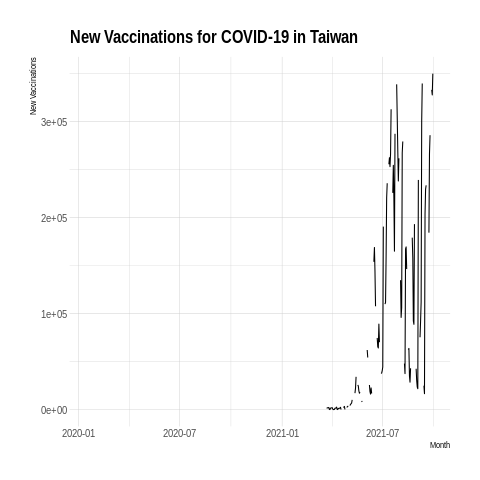 New Vaccinations for COVID-19 in Taiwan
New Vaccinations
3e+05
2e+05
1e+05
0e+00
2020-01 2020-07 2021-01 2021-07
Month